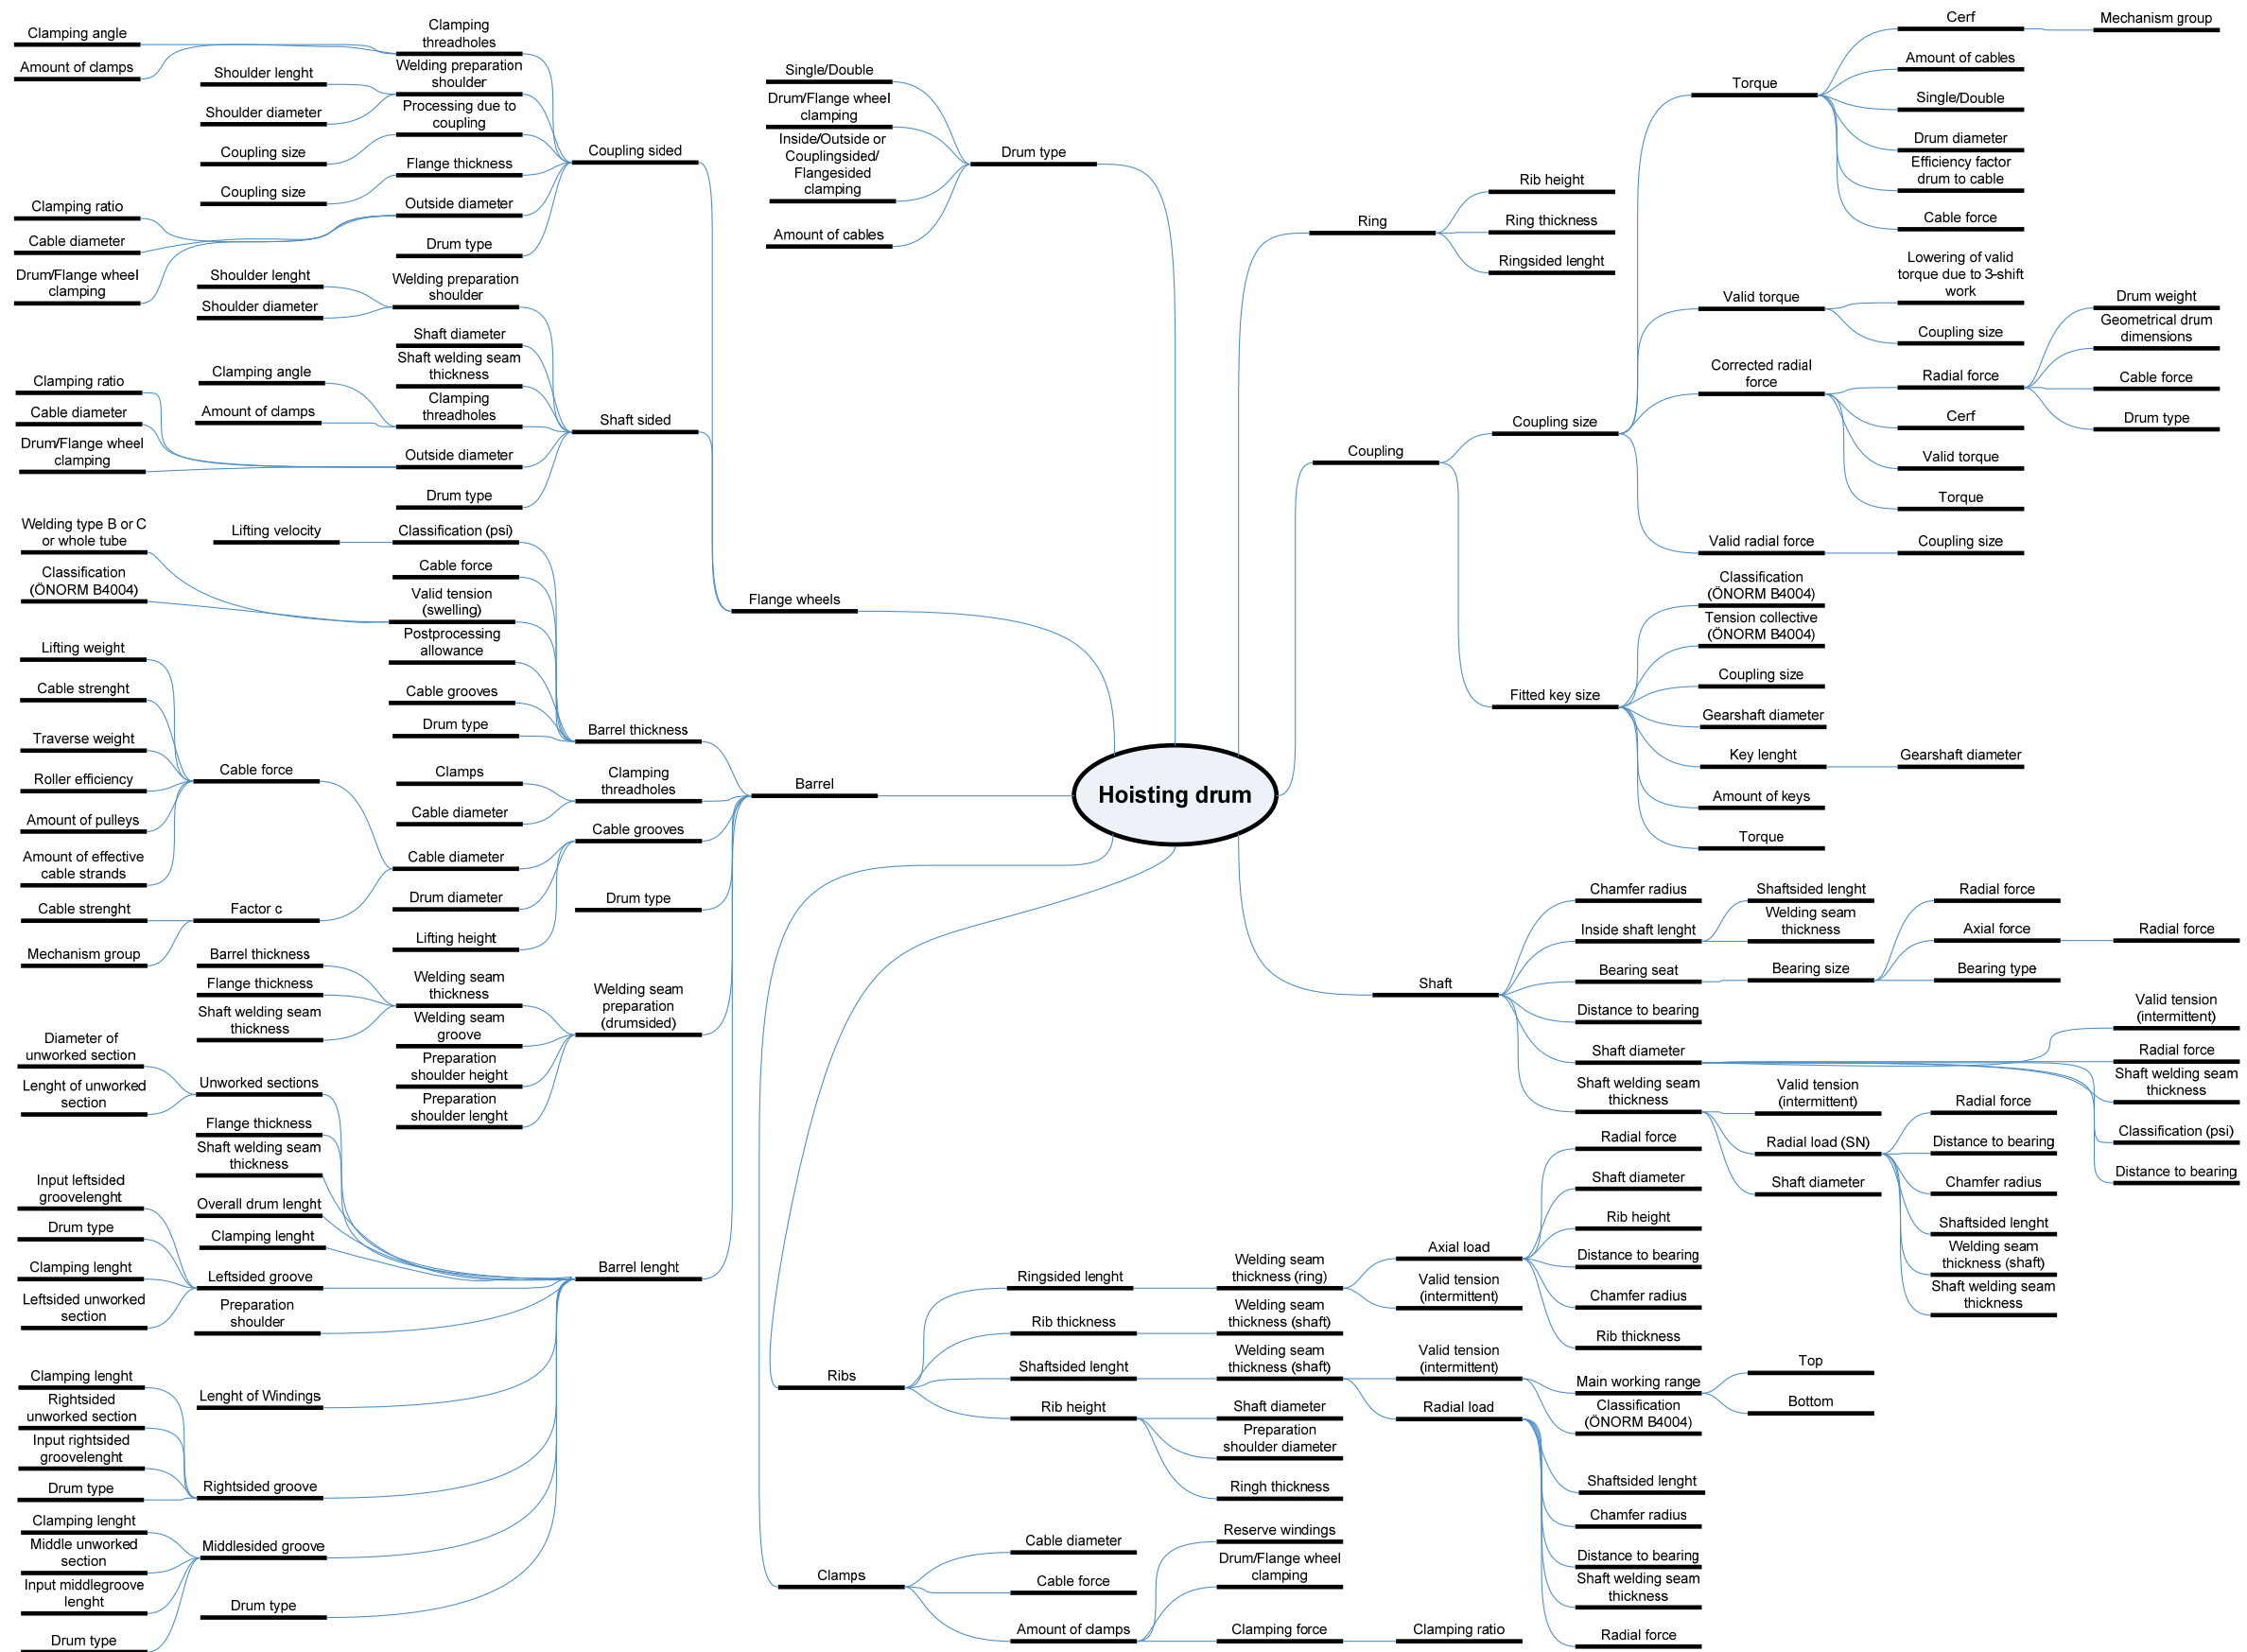 Hoisting drum
Flange wheels
Coupling sided
Clamping
threadholes
Clamping angle
Amount of clamps
Welding preparation
shoulder
Shoulder lenght
Shoulder diameter
Processing due to
coupling
Coupling size
Flange thickness
Coupling size
Outside diameter
Clamping ratio
Cable diameter
Drum/Flange wheel
clamping
Drum type
Shaft sided
Welding preparation
shoulder
Shoulder lenght
Shoulder diameter
Shaft diameter
Shaft welding seam
thickness
Clamping
threadholes
Clamping angle
Amount of clamps
Outside diameter
Clamping ratio
Cable diameter
Drum/Flange wheel
clamping
Drum type
Barrel
Barrel thickness
Classification (psi)
Lifting velocity
Cable force
Valid tension
(swelling)
Welding type B or C
or whole tube
Classification
(ÖNORM B4004)
Postprocessing
allowance
Cable grooves
Drum type
Clamping
threadholes
Clamps
Cable diameter
Cable grooves
Cable diameter
Cable force
Lifting weight
Cable strenght
Traverse weight
Roller efficiency
Amount of pulleys
Amount of effective
cable strands
Factor c
Cable strenght
Mechanism group
Drum diameter
Lifting height
Drum type
Welding seam
preparation
(drumsided)
Welding seam
thickness
Barrel thickness
Flange thickness
Shaft welding seam
thickness
Welding seam
groove
Preparation
shoulder height
Preparation
shoulder lenght
Barrel lenght
Unworked sections
Diameter of
unworked section
Lenght of unworked
section
Flange thickness
Shaft welding seam
thickness
Overall drum lenght
Clamping lenght
Leftsided groove
Input leftsided
groovelenght
Drum type
Clamping lenght
Leftsided unworked
section
Preparation
shoulder
Lenght of Windings
Rightsided groove
Clamping lenght
Rightsided
unworked section
Input rightsided
groovelenght
Drum type
Middlesided groove
Clamping lenght
Middle unworked
section
Input middlegroove
lenght
Drum type
Drum type
Drum type
Single/Double
Drum/Flange wheel
clamping
Inside/Outside or
Couplingsided/
Flangesided
clamping
Amount of cables
Ring
Rib height
Ring thickness
Ringsided lenght
Coupling
Coupling size
Torque
Cerf
Mechanism group
Amount of cables
Single/Double
Drum diameter
Efficiency factor
drum to cable
Cable force
Valid torque
Lowering of valid
torque due to 3-shift
work
Coupling size
Corrected radial
force
Radial force
Drum weight
Geometrical drum
dimensions
Cable force
Drum type
Cerf
Valid torque
Torque
Valid radial force
Coupling size
Fitted key size
Classification
(ÖNORM B4004)
Tension collective
(ÖNORM B4004)
Coupling size
Gearshaft diameter
Key lenght
Gearshaft diameter
Amount of keys
Torque
Shaft
Chamfer radius
Inside shaft lenght
Shaftsided lenght
Welding seam
thickness
Bearing seat
Bearing size
Radial force
Axial force
Radial force
Bearing type
Distance to bearing
Shaft diameter
Valid tension
(intermittent)
Radial force
Shaft welding seam
thickness
Classification (psi)
Distance to bearing
Shaft welding seam
thickness
Valid tension
(intermittent)
Radial load (SN)
Radial force
Distance to bearing
Chamfer radius
Shaftsided lenght
Welding seam
thickness (shaft)
Shaft welding seam
thickness
Shaft diameter
Ribs
Ringsided lenght
Welding seam
thickness (ring)
Axial load
Radial force
Shaft diameter
Rib height
Distance to bearing
Chamfer radius
Rib thickness
Valid tension
(intermittent)
Rib thickness
Welding seam
thickness (shaft)
Shaftsided lenght
Welding seam
thickness (shaft)
Valid tension
(intermittent)
Main working range
Top
Bottom
Classification
(ÖNORM B4004)
Radial load
Shaftsided lenght
Chamfer radius
Distance to bearing
Shaft welding seam
thickness
Radial force
Rib height
Shaft diameter
Preparation
shoulder diameter
Ringh thickness
Clamps
Cable diameter
Cable force
Amount of clamps
Reserve windings
Drum/Flange wheel
clamping
Clamping force
Clamping ratio